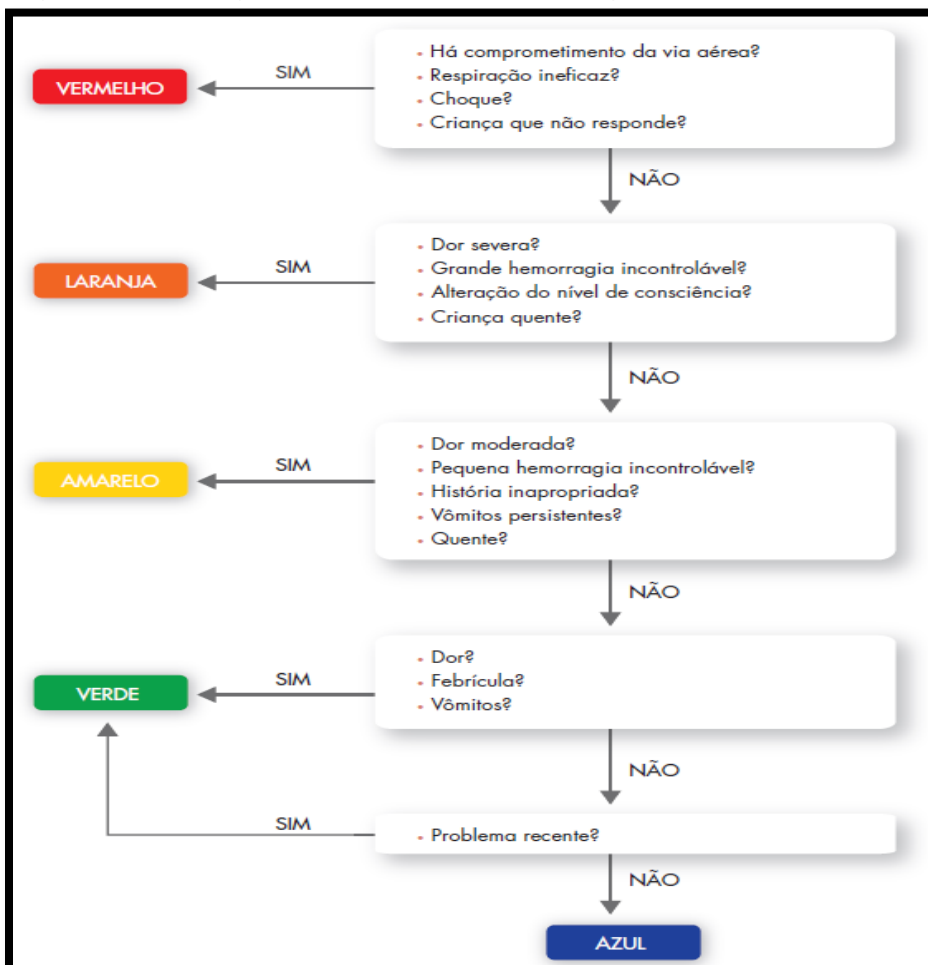 • Há comprometimento da via aérea?
SIM
• Respiração ineficaz?
VERMELHO
• Choque?
• Criança que não responde?
NÃO
• Dor severa?
SIM
• Grande hemorragia incontrolável?
LARANJA
• Alteração do nível de consciência?
• Criança quente?
NÃO
• Dor moderada?
SIM
• Pequena hemorragia incontrolável?
AMARELO
• História inapropriada?
• Vômitos persistentes?
• Quente?
NÃO
• Dor?
SIM
• Febrícula?
VERDE
• Vômitos?
NÃO
SIM
• Problema recente?
NÃO
AZUL